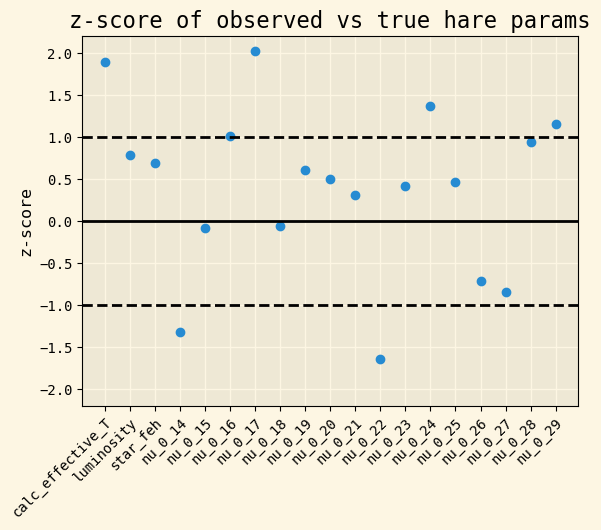 z-score of observed vs true hare params
z-score
2.0
1.5
1.0
0.5
0.0
−0.5
−1.0
−1.5
−2.0
calc_effective_T
luminosity
star_feh
nu_0_14
nu_0_15
nu_0_16
nu_0_17
nu_0_18
nu_0_19
nu_0_20
nu_0_21
nu_0_22
nu_0_23
nu_0_24
nu_0_25
nu_0_26
nu_0_27
nu_0_28
nu_0_29